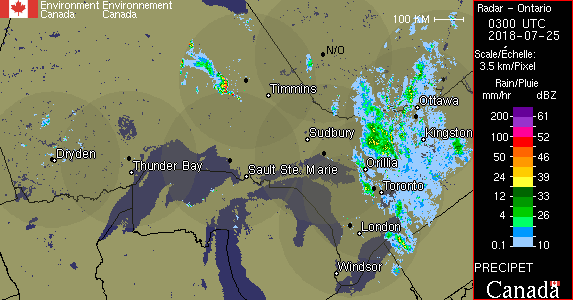 Environment Environnement
Canada Canada
Radar - Ontario
0300 UTC
2018-07-25
Scale/Échelle:
3.5 km/Pixel
Rain/Pluie
mm/hr dBZ
200 61
100 52
50 46
24 39
12 33
4 26
0.1 10
PRECIPET
Canada
100 KM
N/O
Timmins
Ottawa
Sudbury
Kingston
Dryden
Thunder Bay
Sault Ste. Marie
Orillia
Toronto
London
Windsor